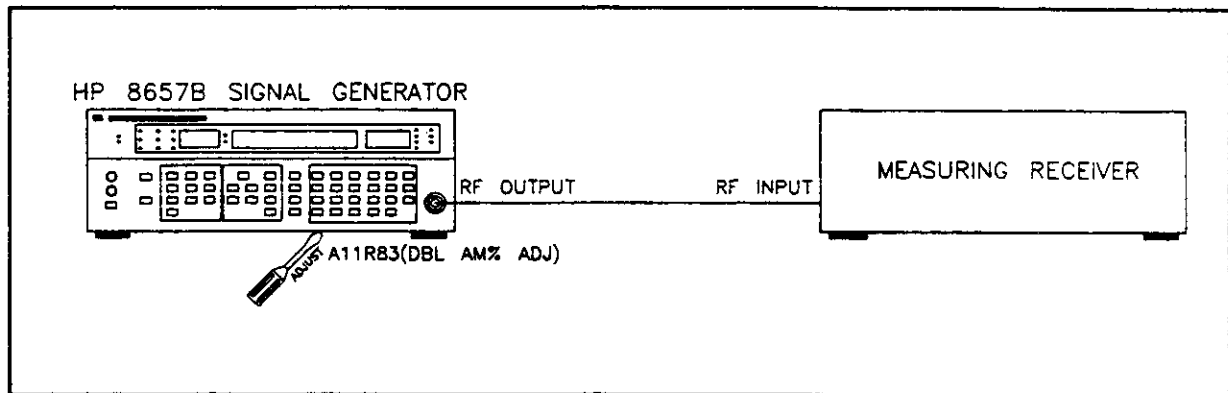 HP 8657B SIGNAL GENERATOR
RF OUTPUT
RF INPUT
MEASURING RECEIVER
ADJUST
A11R83(DBL AM% ADJ)